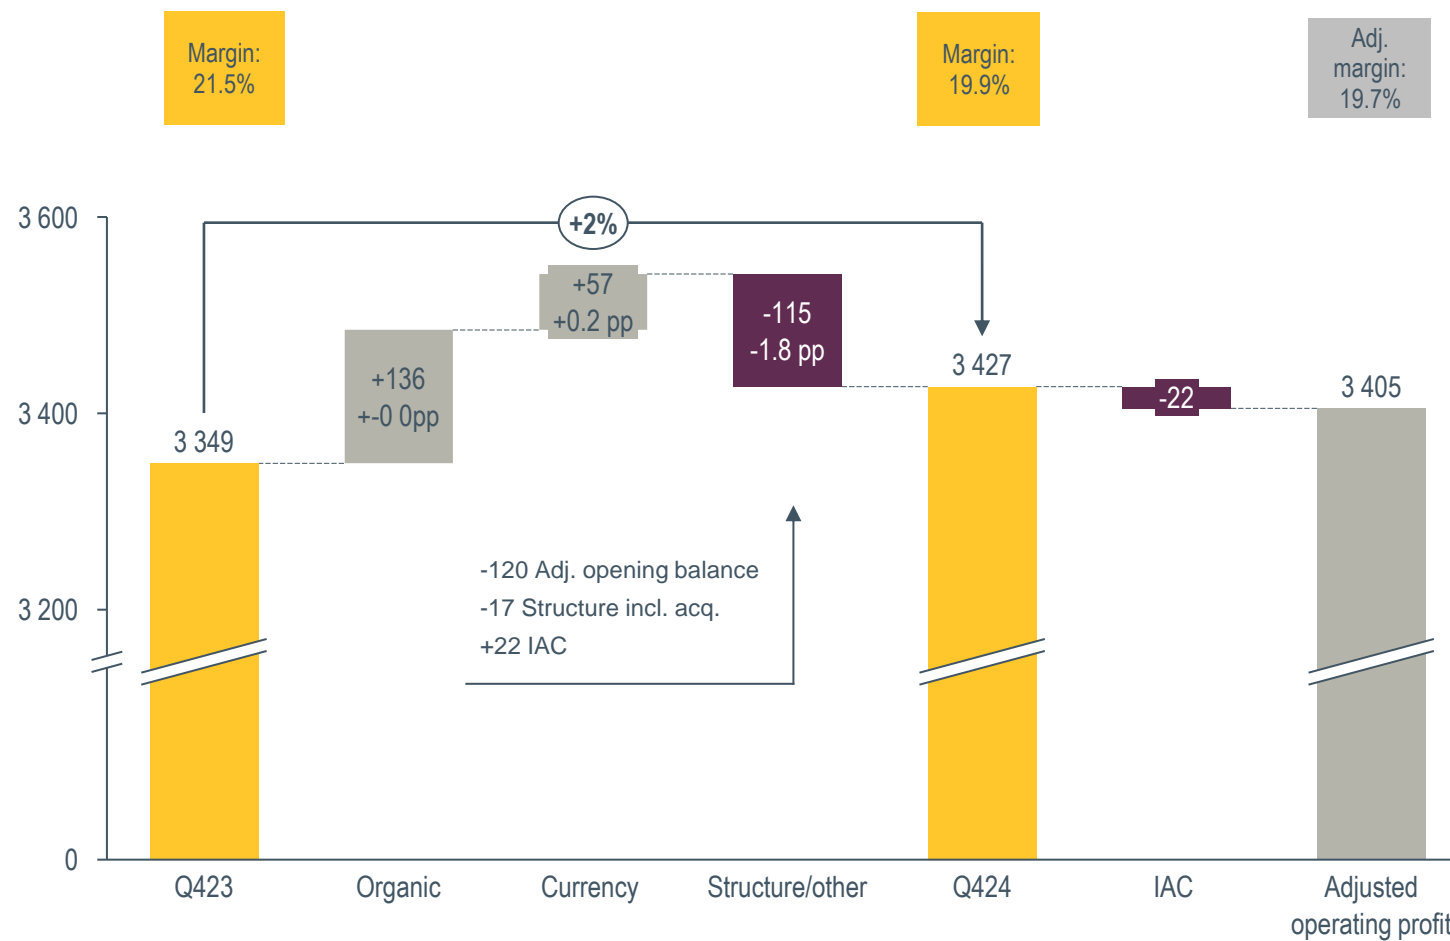 Margin:
21.5%
Margin:
19.9%
Adj.
margin:
19.7%
3 600
3 400
3 200
0
+2%
3 349
+136
+-0 0pp
+57
+0.2 pp
-115
-1.8 pp
3 427
-22
3 405
-120 Adj. opening balance
-17 Structure incl. acq.
+22 IAC
Q423
Organic
Currency
Structure/other
Q424
IAC
Adjusted
operating profit